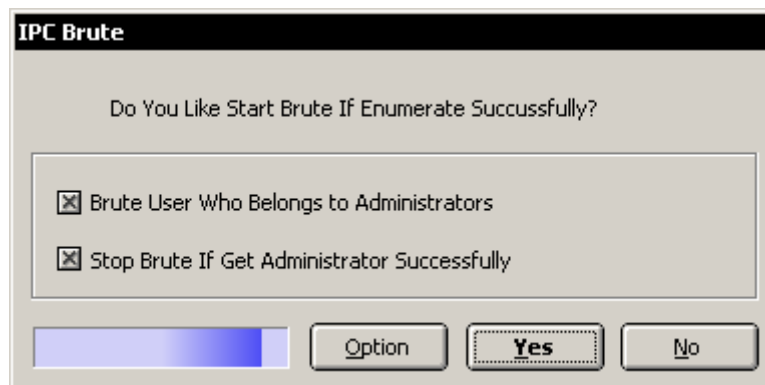 IPC Brute
Do You Like Start Brute If Enumerate Succussfully?
Brute User Who Belongs to Administrators
Stop Brute If Get Administrator Successfully
Option Yes No